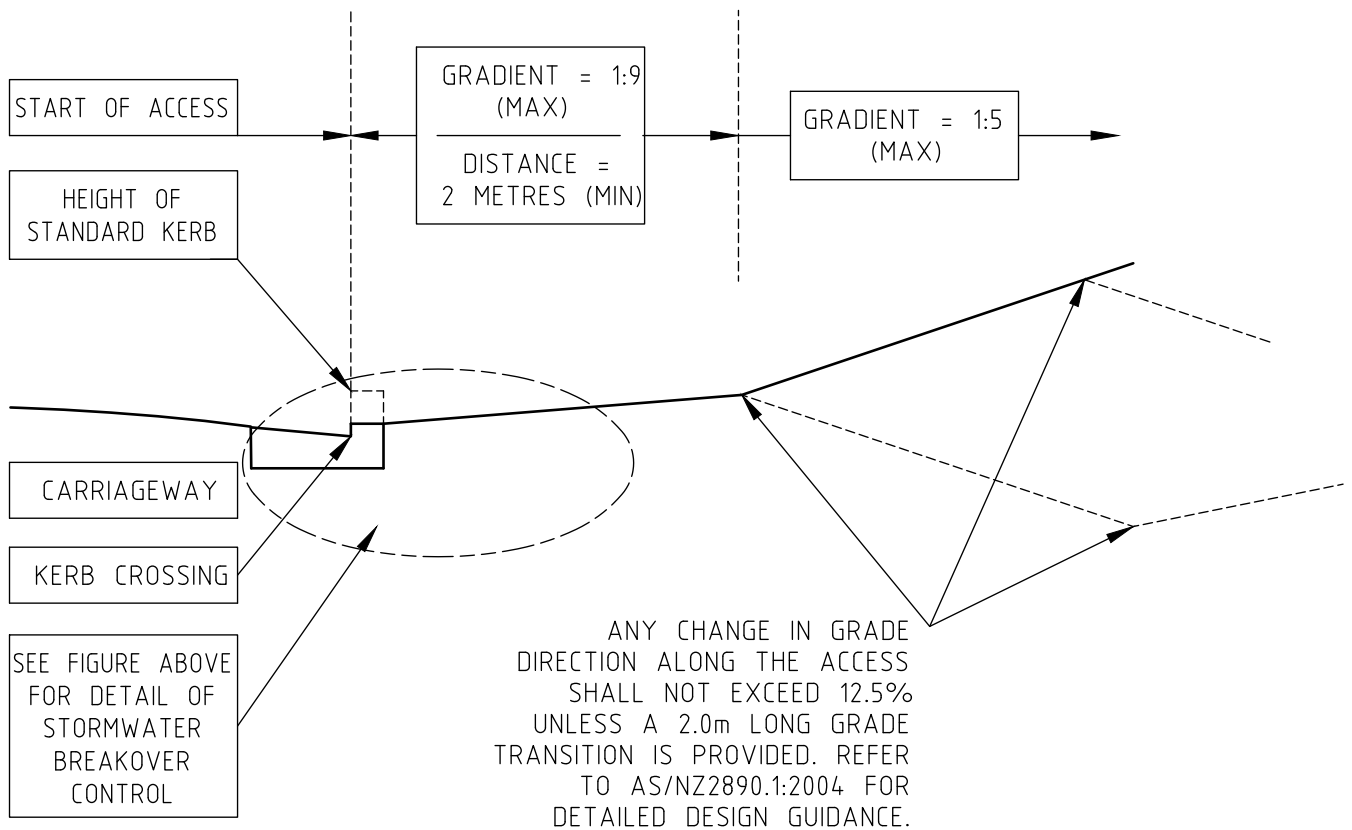 START OF ACCESS
GRADIENT = 1:9
(MAX)
DISTANCE =
2 METRES (MIN)
GRADIENT = 1:5
(MAX)
HEIGHT OF
STANDARD KERB
CARRIAGEWAY
KERB CROSSING
SEE FIGURE ABOVE
FOR DETAIL OF
STORMWATER
BREAKOVER
CONTROL
ANY CHANGE IN GRADE
DIRECTION ALONG THE ACCESS
SHALL NOT EXCEED 12.5%
UNLESS A 2.0m LONG GRADE
TRANSITION IS PROVIDED. REFER
TO AS/NZ2890.1:2004 FOR
DETAILED DESIGN GUIDANCE.